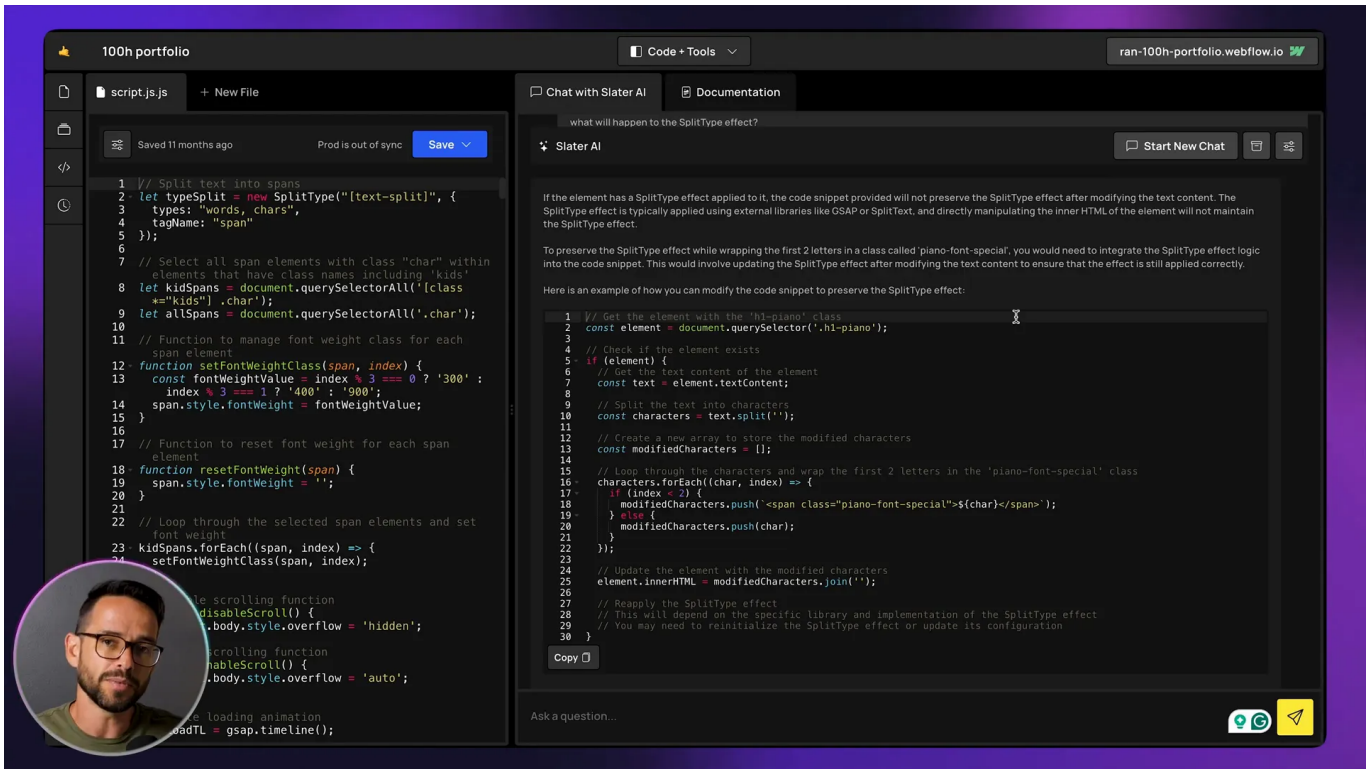 100h portfolio
Code + Tools
ran-100h-portfolio.webflow.io
script.js.js
+ New File
Chat with Slater AI
Documentation
what will happen to the SplitType effect?
Saved 11 months ago
Prod is out of sync
Save
Slater AI
Start New Chat
1 // Split text into spans
2 let typeSplit = new SplitType("[text-split]", {
3 types: "words, chars",
4 tagName: "span"
5 });
6
7 // Select all span elements with class "char" within
elements that have class names including 'kids'
8 let kidSpans = document.querySelectorAll('[class
*="kids"] .char');
9 let allSpans = document.querySelectorAll('.char');
10
11 // Function to manage font weight class for each
span element
12 function setFontWeightClass(span, index) {
13 const fontWeightValue = index % 3 === 0 ? '300' :
index % 3 === 1 ? '400' : '900';
14 span.style.fontWeight = fontWeightValue;
15 }
16
17 // Function to reset font weight for each span
element
18 function resetFontWeight(span) {
19 span.style.fontWeight = '';
20 }
21
22 // Loop through the selected span elements and set
font weight
23 kidSpans.forEach((span, index) => {
24 setFontWeightClass(span, index);
le scrolling function
disableScroll() {
.body.style.overflow = 'hidden';
scrolling function
nableScroll() {
.body.style.overflow = 'auto';
e loading animation
oadTL = gsap.timeline();
If the element has a SplitType effect applied to it, the code snippet provided will not preserve the SplitType effect after modifying the text content. The
SplitType effect is typically applied using external libraries like GSAP or SplitText, and directly manipulating the inner HTML of the element will not maintain
the SplitType effect.
To preserve the SplitType effect while wrapping the first 2 letters in a class called 'piano-font-special', you would need to integrate the SplitType effect logic
into the code snippet. This would involve updating the SplitType effect after modifying the text content to ensure that the effect is still applied correctly.
Here is an example of how you can modify the code snippet to preserve the SplitType effect:
1 // Get the element with the 'h1-piano' class
2 const element = document.querySelector('.h1-piano');
3
4 // Check if the element exists
5 if (element) {
6 // Get the text content of the element
7 const text = element.textContent;
8
9 // Split the text into characters
10 const characters = text.split('');
11
12 // Create a new array to store the modified characters
13 const modifiedCharacters = [];
14
15 // Loop through the characters and wrap the first 2 letters in the 'piano-font-special' class
16 characters.forEach((char, index) => {
17 if (index < 2) {
18 modifiedCharacters.push(`<span class="piano-font-special">${char}</span>`);
19 } else {
20 modifiedCharacters.push(char);
21 }
22 });
23
24 // Update the element with the modified characters
25 element.innerHTML = modifiedCharacters.join('');
26
27 // Reapply the SplitType effect
28 // This will depend on the specific library and implementation of the SplitType effect
29 // You may need to reinitialize the SplitType effect or update its configuration
30 }
Copy
Ask a question...